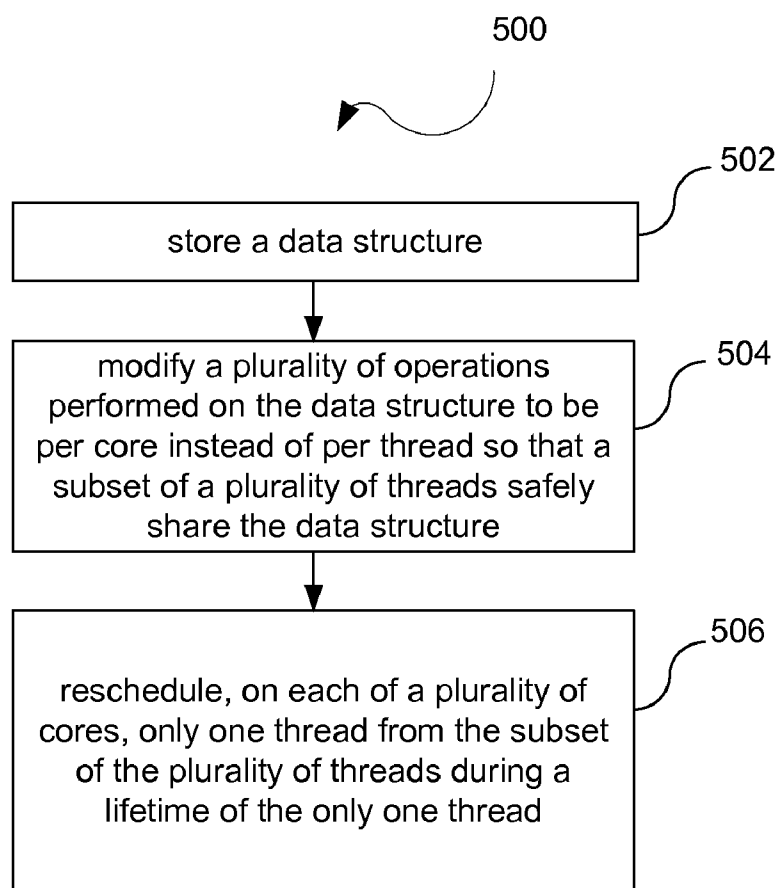 500
502
store a data structure
504
modify a plurality of operations
performed on the data structure to be
per core instead of per thread so that a
subset of a plurality of threads safely
share the data structure
506
reschedule, on each of a plurality of
cores, only one thread from the subset
of the plurality of threads during a
lifetime of the only one thread